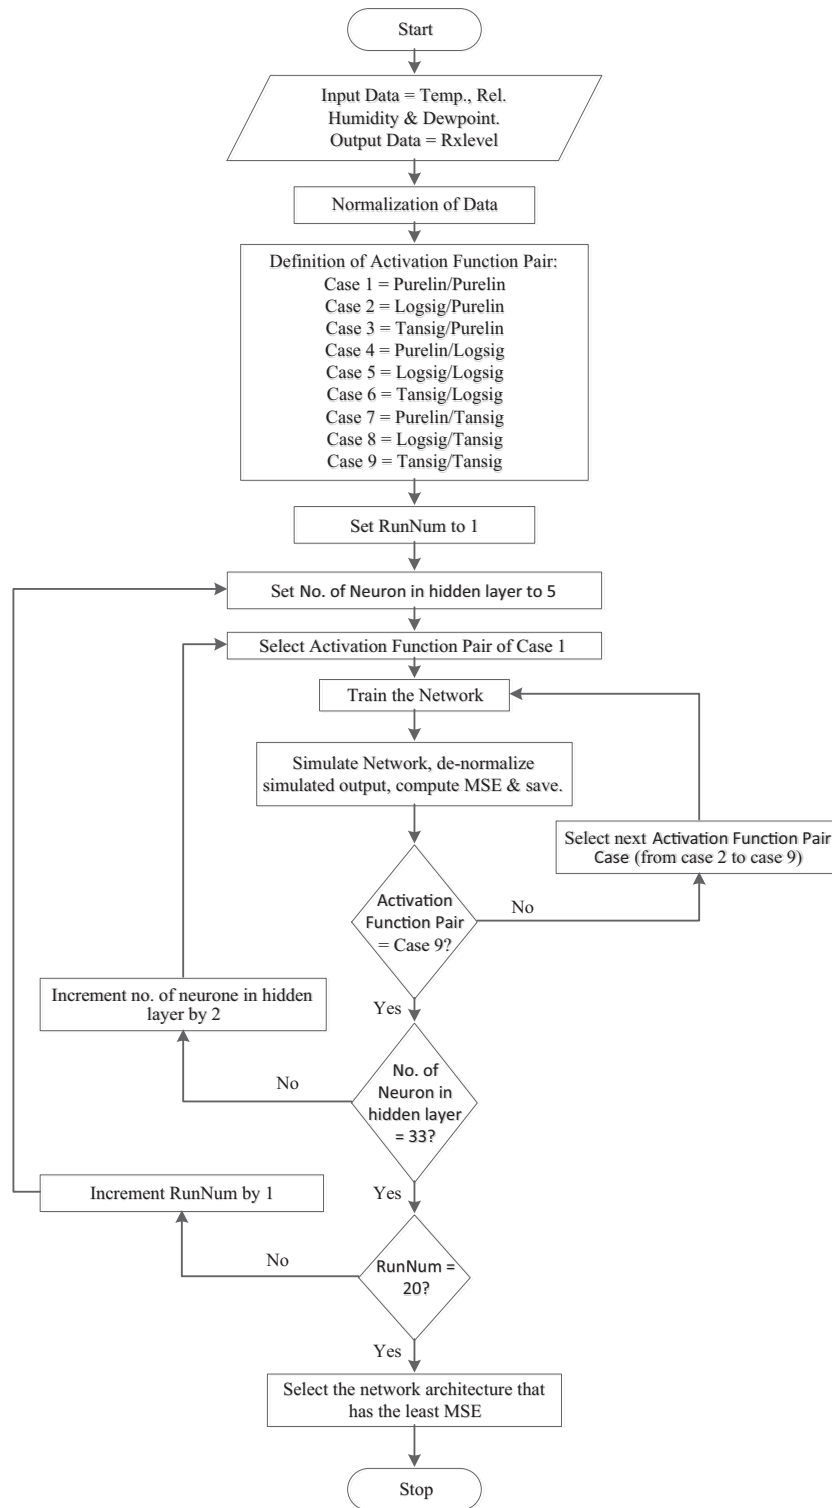 Start
Input Data = Temp., Rel.
Humidity & Dewpoint.
Output Data = Rxlevel
Normalization of Data
Definition of Activation Function Pair:
Case 1 = Purelin/Purelin
Case 2 = Logsig/Purelin
Case 3 = Tansig/Purelin
Case 4 = Purelin/Logsig
Case 5 = Logsig/Logsig
Case 6 = Tansig/Logsig
Case 7 = Purelin/Tansig
Case 8 = Logsig/Tansig
Case 9 = Tansig/Tansig
Set RunNum to 1
Set No. of Neuron in hidden layer to 5
Select Activation Function Pair of Case 1
Train the Network
Simulate Network, de-normalize
simulated output, compute MSE & save.
Select next Activation Function Pair
Case (from case 2 to case 9)
Activation
Function Pair
= Case 9?
No
Yes
Increment no. of neurone in hidden
layer by 2
No. of
Neuron in
hidden layer
= 33?
No
Yes
Increment RunNum by 1
RunNum =
20?
No
Yes
Select the network architecture that
has the least MSE
Stop